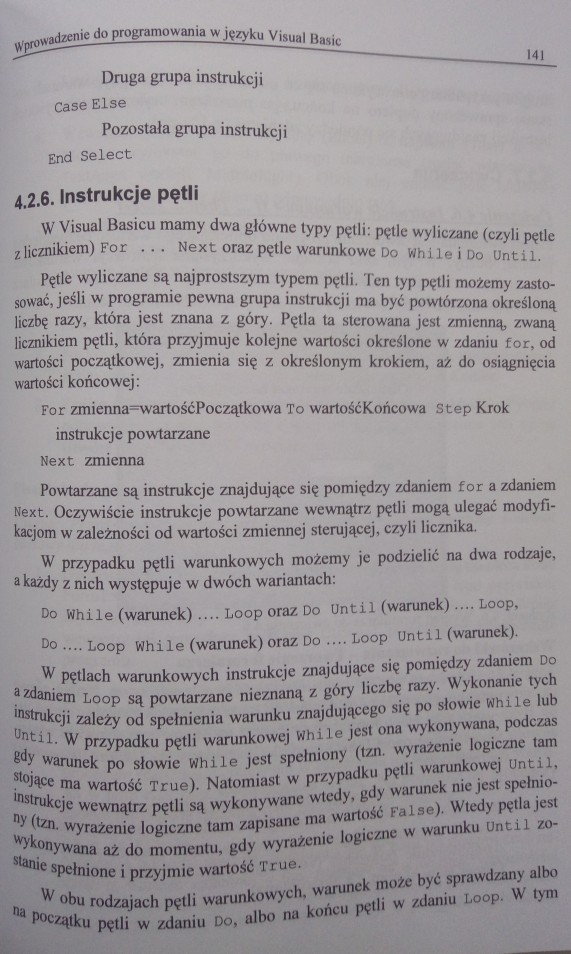 Wprowadzenie do programowania w języku Visual Basic
141
Druga grupa instrukcji
Case Else
Pozostała grupa instrukcji
End Select
4.2.6. Instrukcje pętli
W Visual Basicu mamy dwa główne typy pętli: pętle wyliczane (czyli pętle
z licznikiem) For ... Next oraz pętle warunkowe Do While i Do Until.
Pętle wyliczane są najprostszym typem pętli. Ten typ pętli możemy zasto-
sować, jeśli w programie pewna grupa instrukcji ma być powtórzona określoną
liczbę razy, która jest znana z góry. Pętla ta sterowana jest zmienną, zwaną
licznikiem pętli, która przyjmuje kolejne wartości określone w zdaniu for, od
wartości początkowej, zmienia się z określonym krokiem, aż do osiągnięcia
wartości końcowej:
For zmienna=wartośćPoczątkowa To wartośćKońcowa Step Krok
instrukcje powtarzane
Next zmienna
Powtarzane są instrukcje znajdujące się pomiędzy zdaniem for a zdaniem
Next. Oczywiście instrukcje powtarzane wewnątrz pętli mogą ulegać modyfi-
kacjom w zależności od wartości zmiennej sterującej, czyli licznika.
W przypadku pętli warunkowych możemy je podzielić na dwa rodzaje,
a każdy z nich występuje w dwóch wariantach:
Do While (warunek) .... Loop oraz Do Until (warunek) .... Loop,
Do .... Loop While (warunek) oraz Do .... Loop Until (warunek).
W pętlach warunkowych instrukcje znajdujące się pomiędzy zdaniem Do
a zdaniem Loop są powtarzane nieznaną z góry liczbę razy. Wykonanie tych
instrukcji zależy od spełnienia warunku znajdującego się po słowie While lub
Until. W przypadku pętli warunkowej While jest ona wykonywana, podczas
gdy warunek po słowie While jest spełniony (tzn. wyrażenie logiczne tam
stojące ma wartość True). Natomiast w przypadku pętli warunkowej Until,
instrukcje wewnątrz pętli są wykonywane wtedy, gdy warunek nie jest spełnio-
ny (tzn. wyrażenie logiczne tam zapisane ma wartość False). Wtedy pętla jest
wykonywana aż do momentu, gdy wyrażenie logiczne w warunku Until zo-
stanie spełnione i przyjmie wartość True.
W obu rodzajach pętli warunkowych, warunek może być sprawdzany albo
na początku pętli w zdaniu Do, albo na końcu pętli w zdaniu Loop. W tym